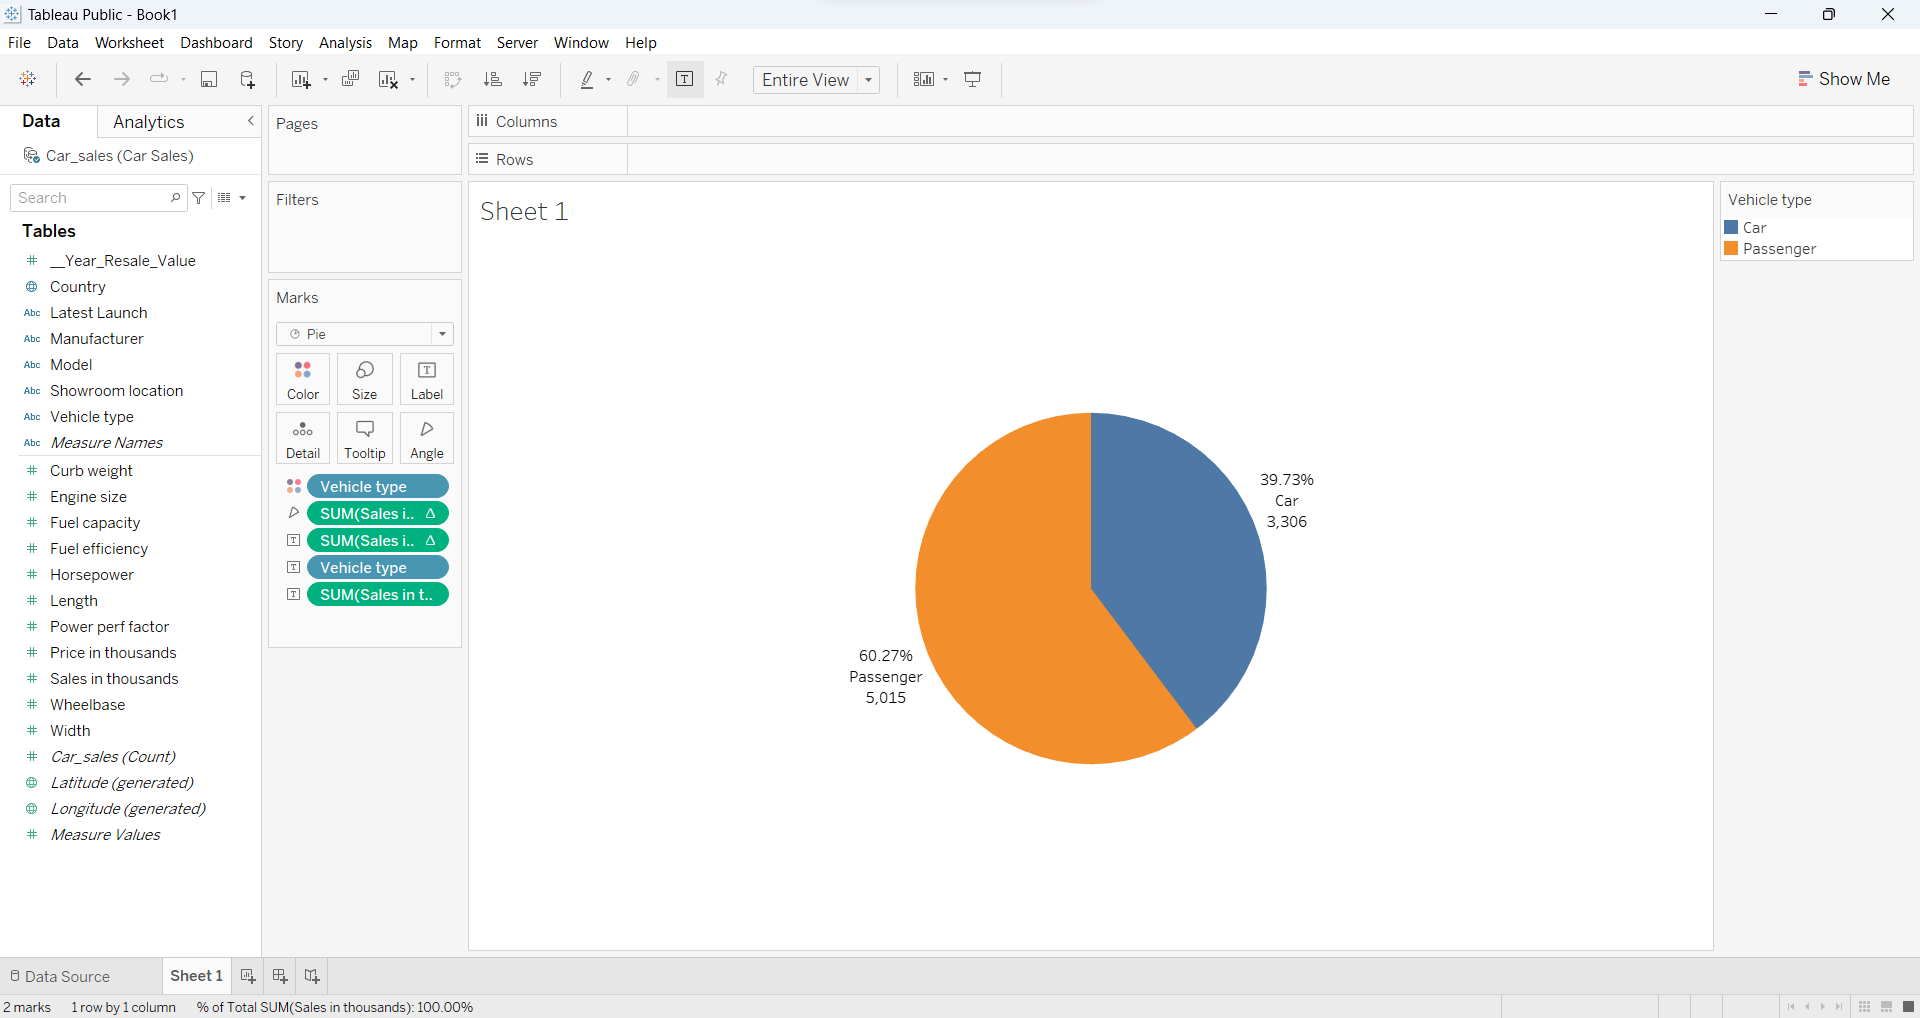 Tableau Public - Book1
File Data Worksheet Dashboard Story Analysis Map Format Server Window Help
Entire View
Show Me
Data
Analytics
Car_sales (Car Sales)
Search
Tables
# __Year_Resale_Value
Country
Abc Latest Launch
Abc Manufacturer
Abc Model
Abc Showroom location
Abc Vehicle type
Abc Measure Names
# Curb weight
# Engine size
# Fuel capacity
# Fuel efficiency
# Horsepower
# Length
# Power perf factor
# Price in thousands
# Sales in thousands
# Wheelbase
# Width
# Car_sales (Count)
Latitude (generated)
Longitude (generated)
# Measure Values
Pages
Filters
Marks
Pie
Color
Size
T
Label
Detail
Tooltip
Angle
Vehicle type
SUM(Sales i.. Δ
T SUM(Sales i.. Δ
T Vehicle type
T SUM(Sales in t..
Columns
Rows
Sheet 1
39.73%
Car
3,306
60.27%
Passenger
5,015
Vehicle type
Car
Passenger
Data Source
Sheet 1
2 marks 1 row by 1 column % of Total SUM(Sales in thousands): 100.00%